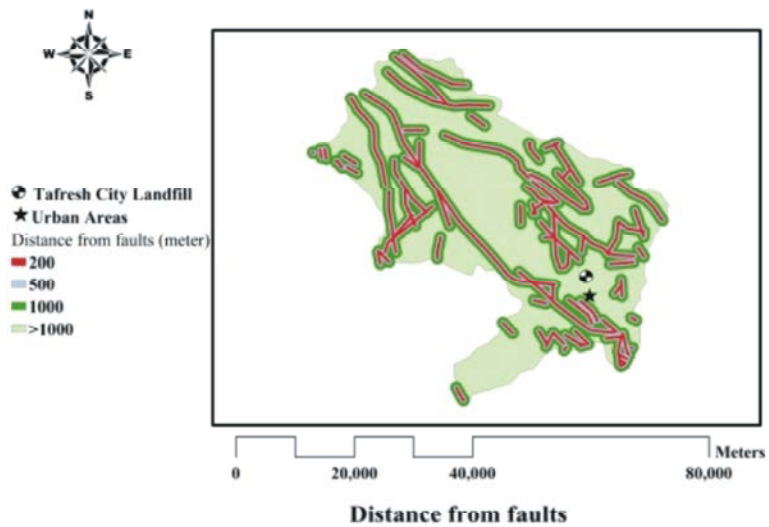 N
W E
S
Tafresh City Landfill
Urban Areas
Distance from faults (meter)
200
500
1000
>1000
Meters
0 20,000 40,000 80,000
Distance from faults